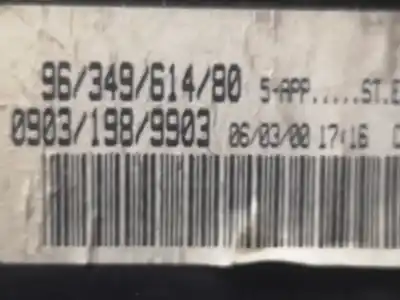 96/349/614/80 5-APP.....ST.E
0903/198/9903 06/03/00 17:16